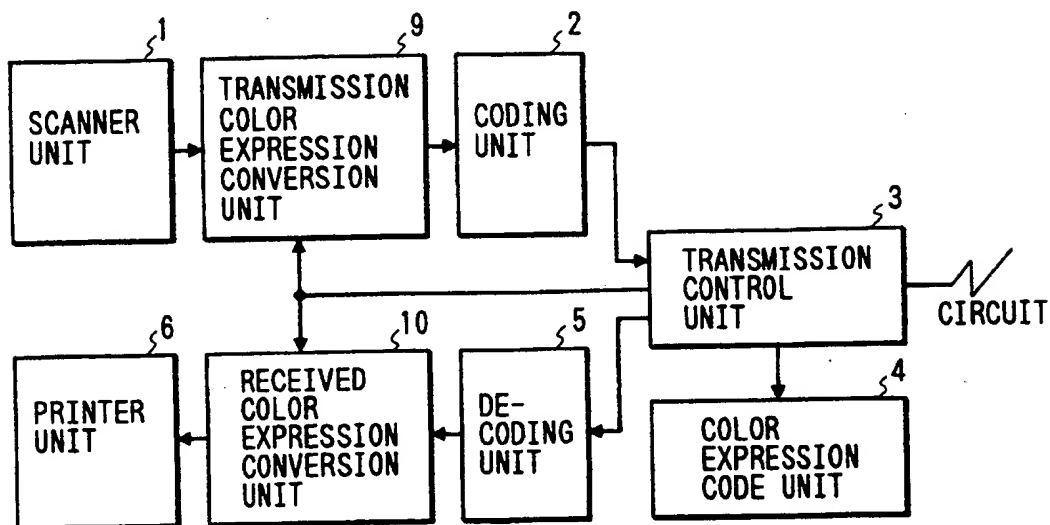 1
SCANNER
UNIT
9
TRANSMISSION
COLOR
EXPRESSION
CONVERSION
UNIT
2
CODING
UNIT
3
TRANSMISSION
CONTROL
UNIT
CIRCUIT
6
PRINTER
UNIT
10
RECEIVED
COLOR
EXPRESSION
CONVERSION
UNIT
5
DE-
CODING
UNIT
4
COLOR
EXPRESSION
CODE UNIT